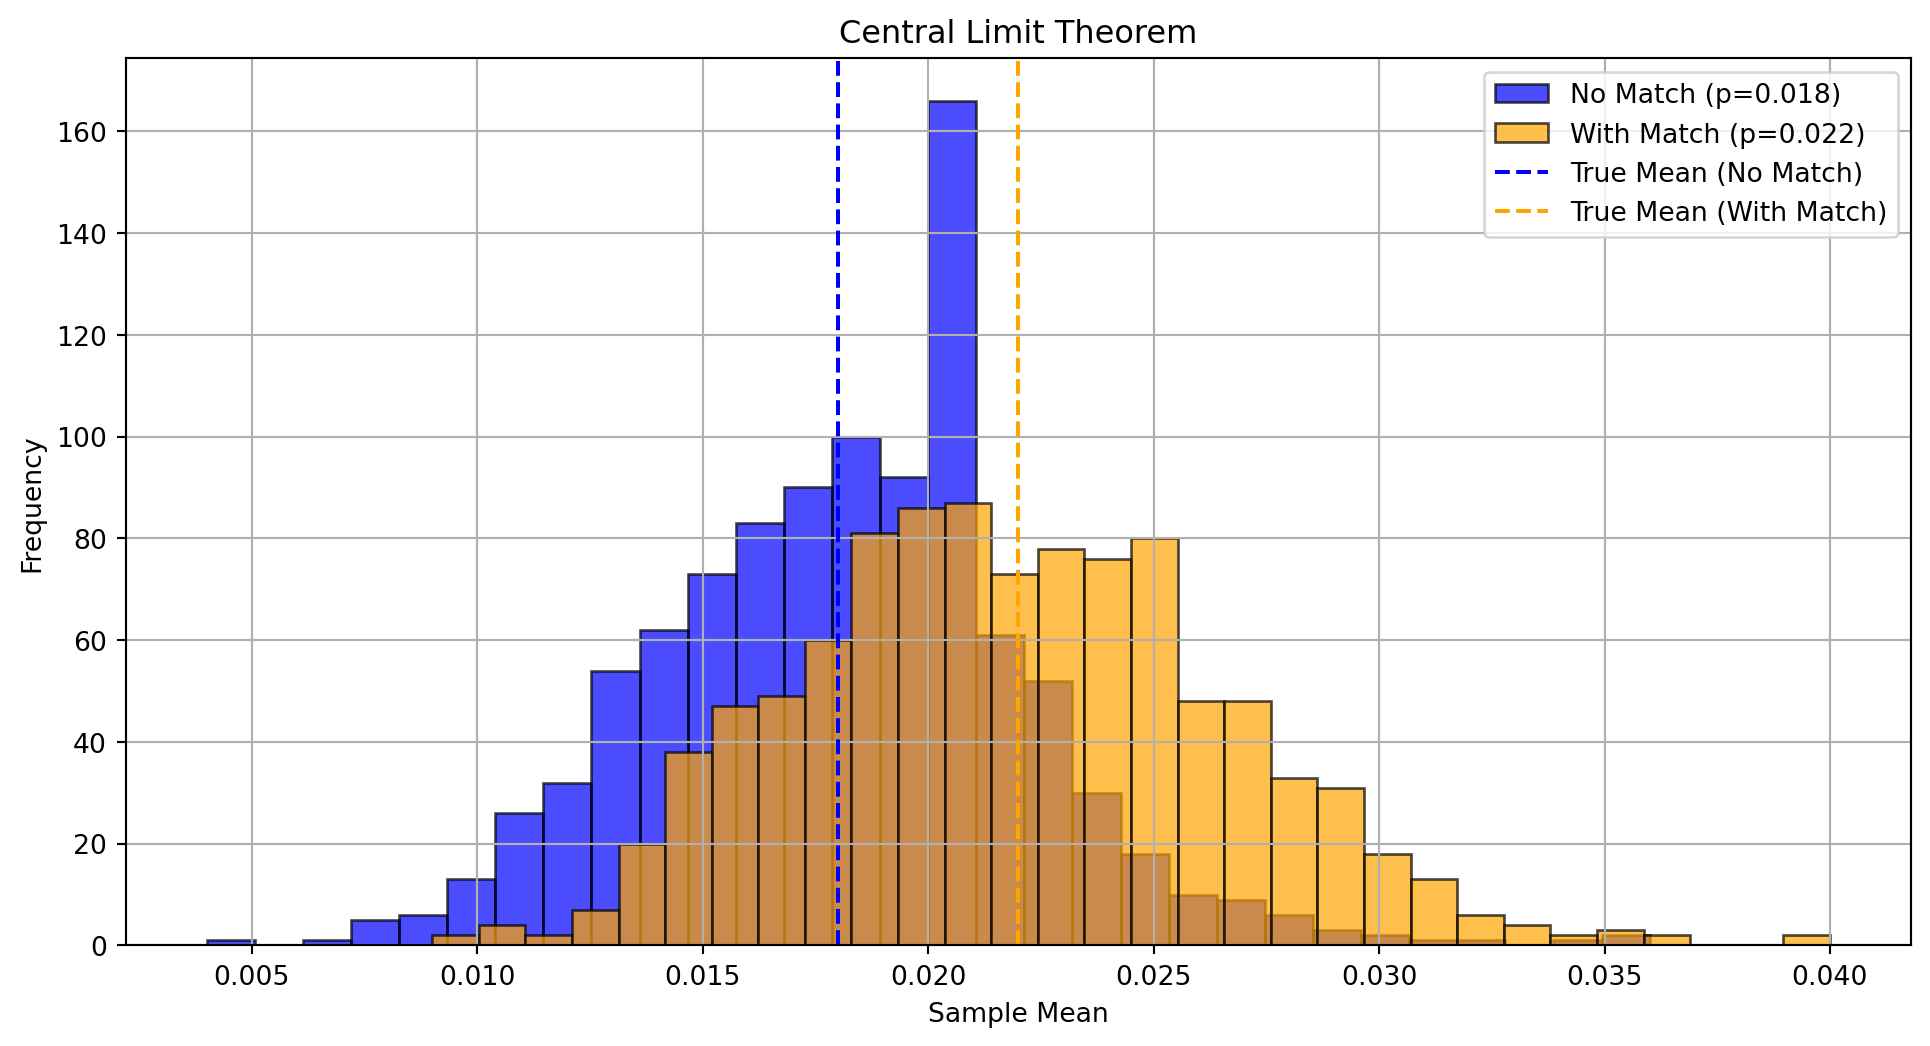 Central Limit Theorem
No Match (p=0.018)
With Match (p=0.022)
True Mean (No Match)
True Mean (With Match)
Frequency
160
140
120
100
80
60
40
20
0
0.005 0.010 0.015 0.020 0.025 0.030 0.035 0.040
Sample Mean